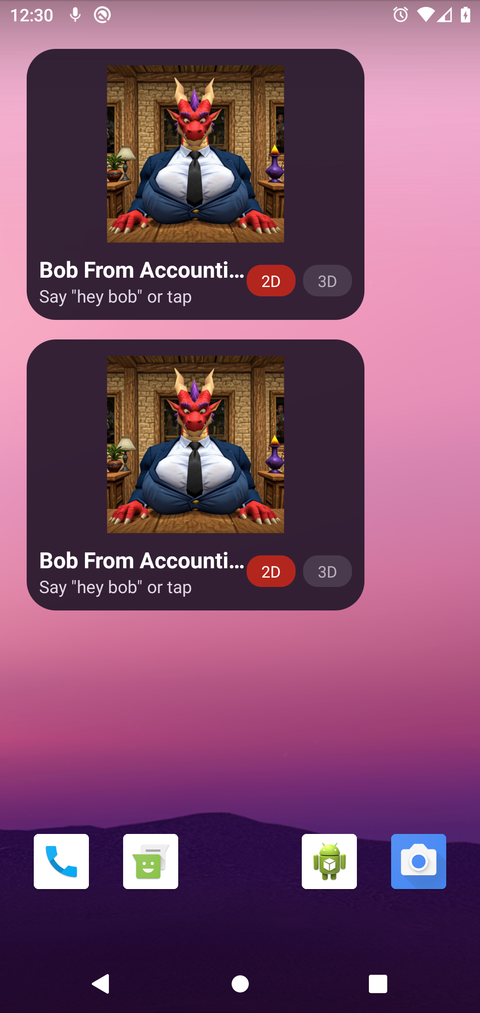 12:30
Bob From Accounti...
Say "hey bob" or tap
2D
3D
Bob From Accounti...
Say "hey bob" or tap
2D
3D